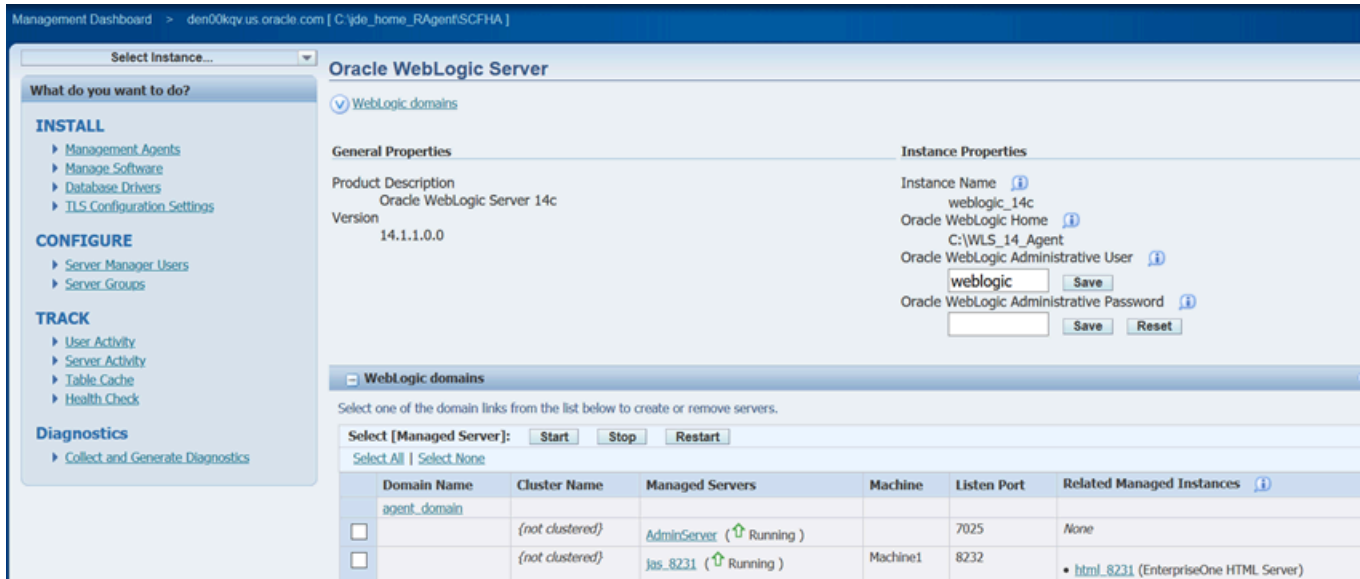 Management Dashboard > den00kqv.us.oracle.com [ C:\jde_home_RAgent\SCFHA ]
Select Instance...
What do you want to do?
INSTALL
Management Agents
Manage Software
Database Drivers
TLS Configuration Settings
CONFIGURE
Server Manager Users
Server Groups
TRACK
User Activity
Server Activity
Table Cache
Health Check
Diagnostics
Collect and Generate Diagnostics
Oracle WebLogic Server
WebLogic domains
General Properties
Product Description
Oracle WebLogic Server 14c
Version
14.1.1.0.0
Instance Properties
Instance Name
weblogic_14c
Oracle WebLogic Home
C:\WLS_14_Agent
Oracle WebLogic Administrative User
weblogic Save
Oracle WebLogic Administrative Password
Save Reset
WebLogic domains
Select one of the domain links from the list below to create or remove servers.
Select [Managed Server]: Start Stop Restart
Select All | Select None
Domain Name Cluster Name Managed Servers Machine Listen Port Related Managed Instances
agent_domain
{not clustered} AdminServer ( Running ) 7025 None
{not clustered} jas_8231 ( Running ) Machine1 8232 • html_8231 (EnterpriseOne HTML Server)